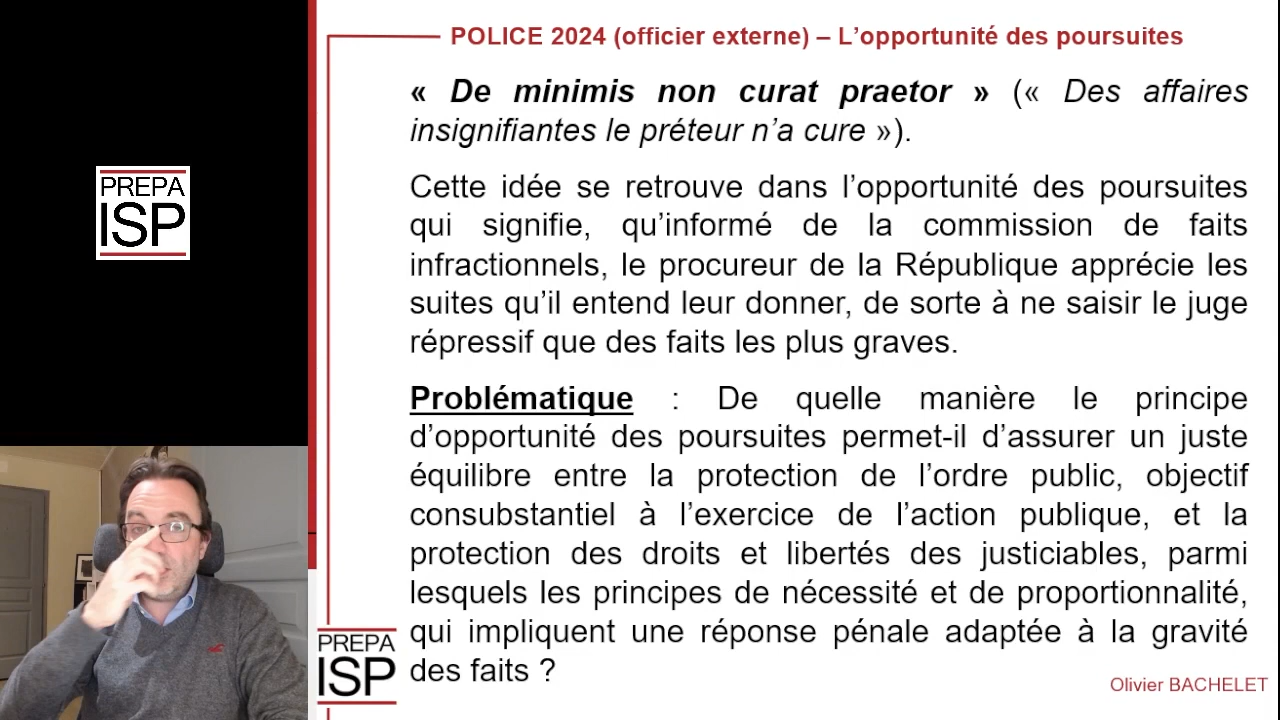 POLICE 2024 (officier externe) – L’opportunité des poursuites
« De minimis non curat praetor » (« Des affaires
insignifiantes le préteur n’a cure »).
Cette idée se retrouve dans l’opportunité des poursuites
qui signifie, qu’informé de la commission de faits
infractionnels, le procureur de la République apprécie les
suites qu’il entend leur donner, de sorte à ne saisir le juge
répressif que des faits les plus graves.
Problématique : De quelle manière le principe
d’opportunité des poursuites permet-il d’assurer un juste
équilibre entre la protection de l’ordre public, objectif
consubstantiel à l’exercice de l’action publique, et la
protection des droits et libertés des justiciables, parmi
lesquels les principes de nécessité et de proportionnalité,
qui impliquent une réponse pénale adaptée à la gravité
des faits ?
PREPA
ISP
PREPA
ISP
Olivier BACHELET